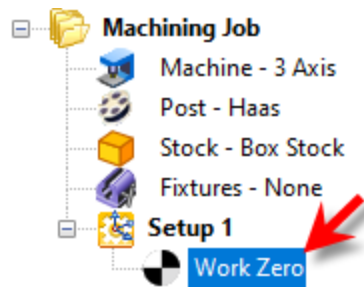 Machining Job
Machine - 3 Axis
Post - Haas
Stock - Box Stock
Fixtures - None
Setup 1
Work Zero